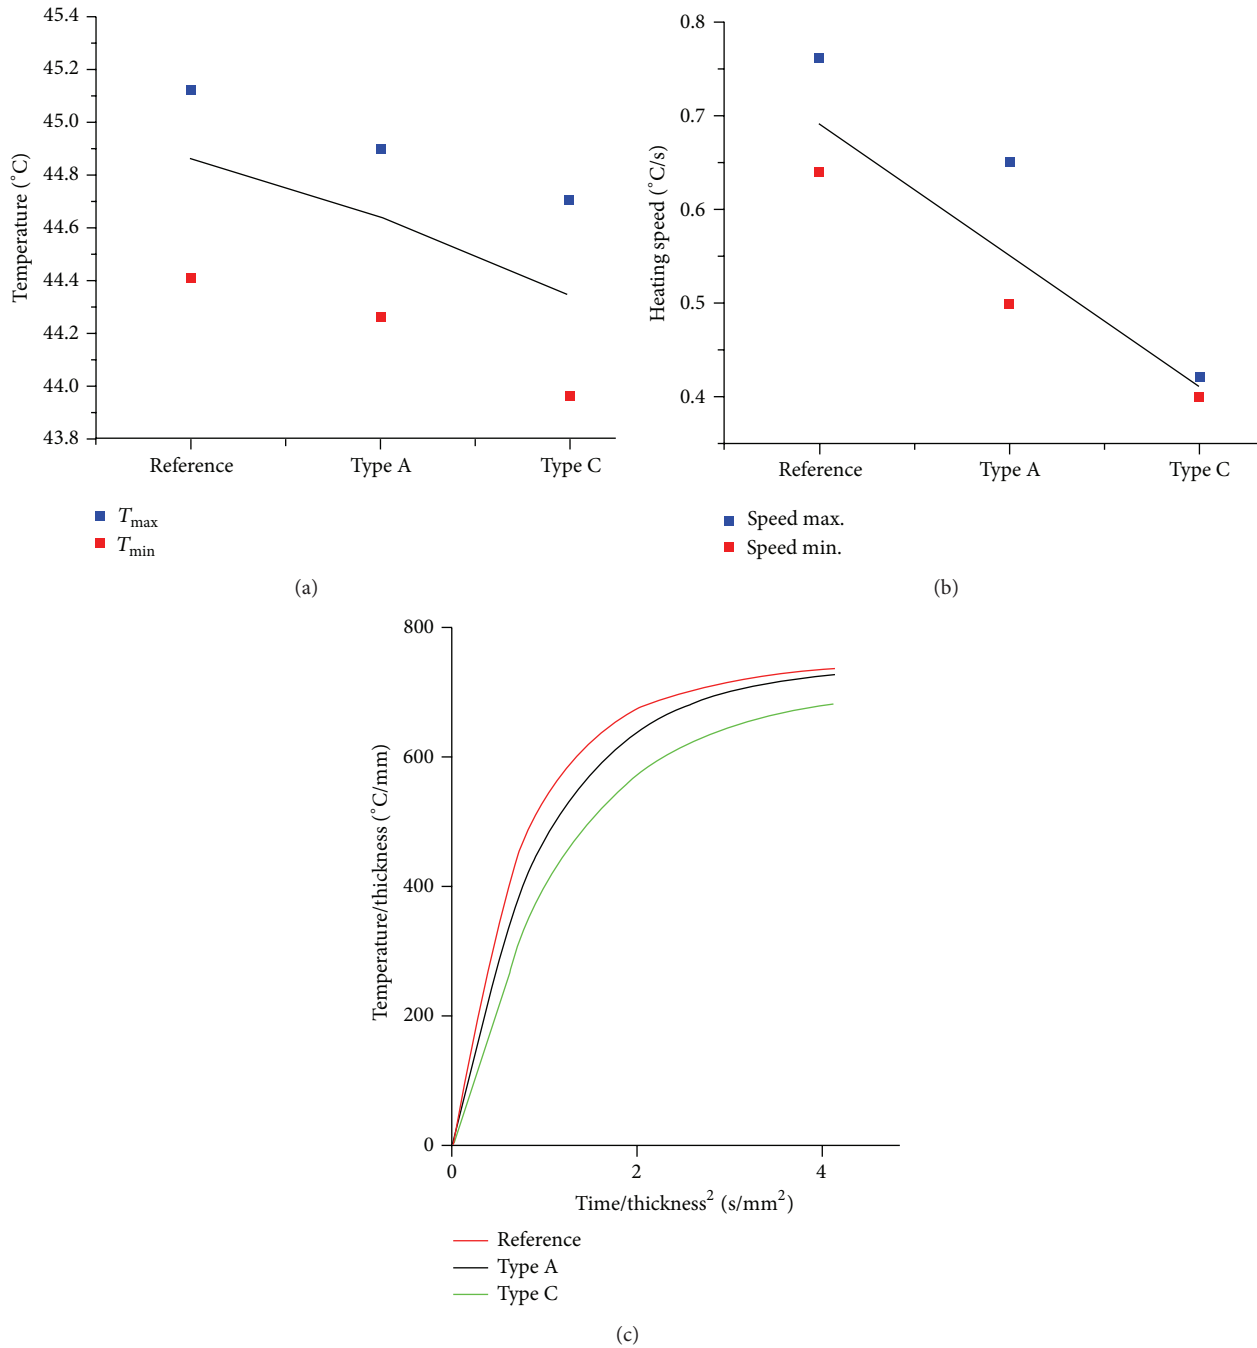 45.4
45.2
45.0
44.8
44.6
44.4
44.2
44.0
43.8
Temperature (°C)
Reference
Type A
Type C
T max
T min
(a)
0.8
0.7
0.6
0.5
0.4
Heating speed (°C/s)
Reference
Type A
Type C
Speed max.
Speed min.
(b)
800
600
400
200
0
Temperature/thickness (°C/mm)
0
2
4
Time/thickness² (s/mm²)
Reference
Type A
Type C
(c)